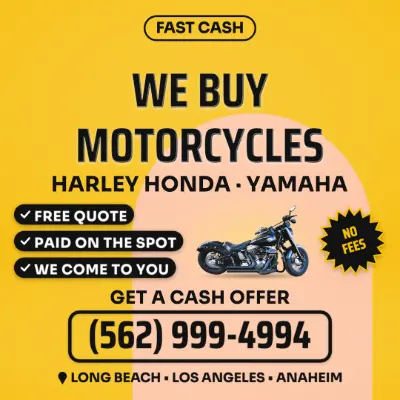 FAST CASH
WE BUY
MOTORCYCLES
HARLEY HONDA · YAMAHA
✓ FREE QUOTE
✓ PAID ON THE SPOT
✓ WE COME TO YOU
NO
FEES
GET A CASH OFFER
(562) 999-4994
LONG BEACH • LOS ANGELES • ANAHEIM